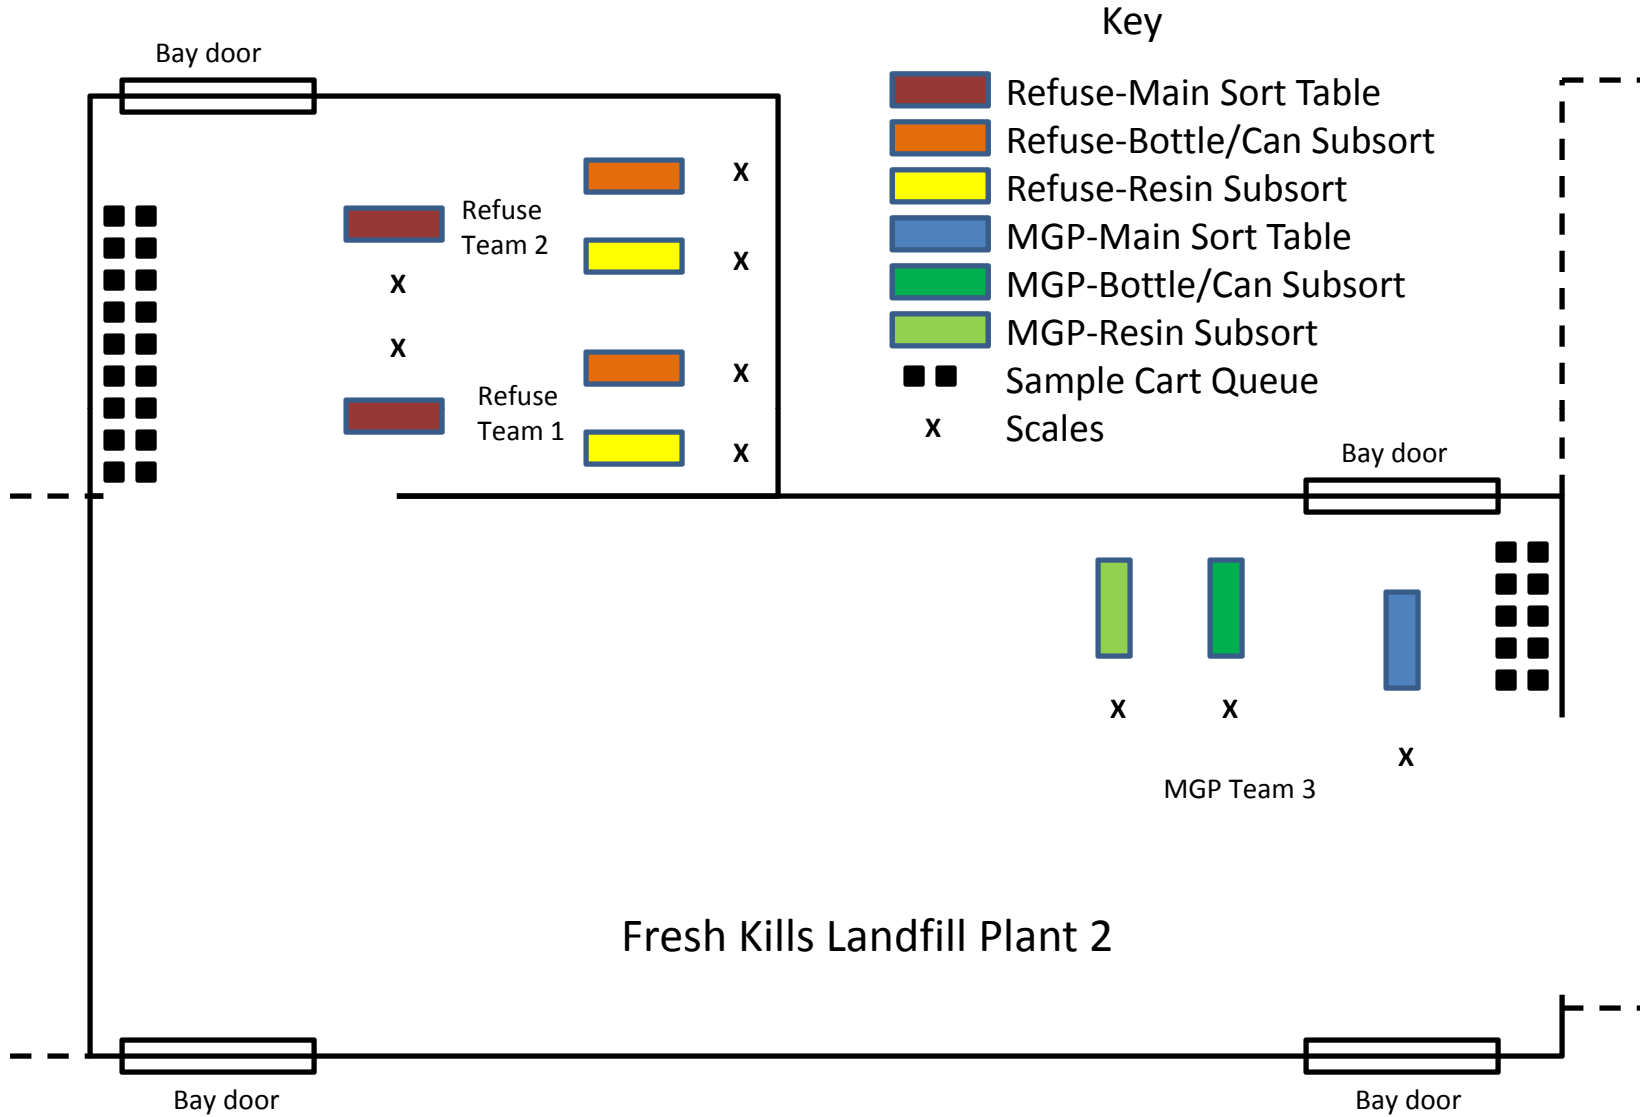 Key
Bay door
Refuse-Main Sort Table
Refuse-Bottle/Can Subsort
Refuse-Resin Subsort
MGP-Main Sort Table
MGP-Bottle/Can Subsort
MGP-Resin Subsort
Sample Cart Queue
X Scales
X
Refuse
Team 2
X
X
X
X
Refuse
Team 1
X
Bay door
X
X
X
MGP Team 3
Fresh Kills Landfill Plant 2
Bay door
Bay door